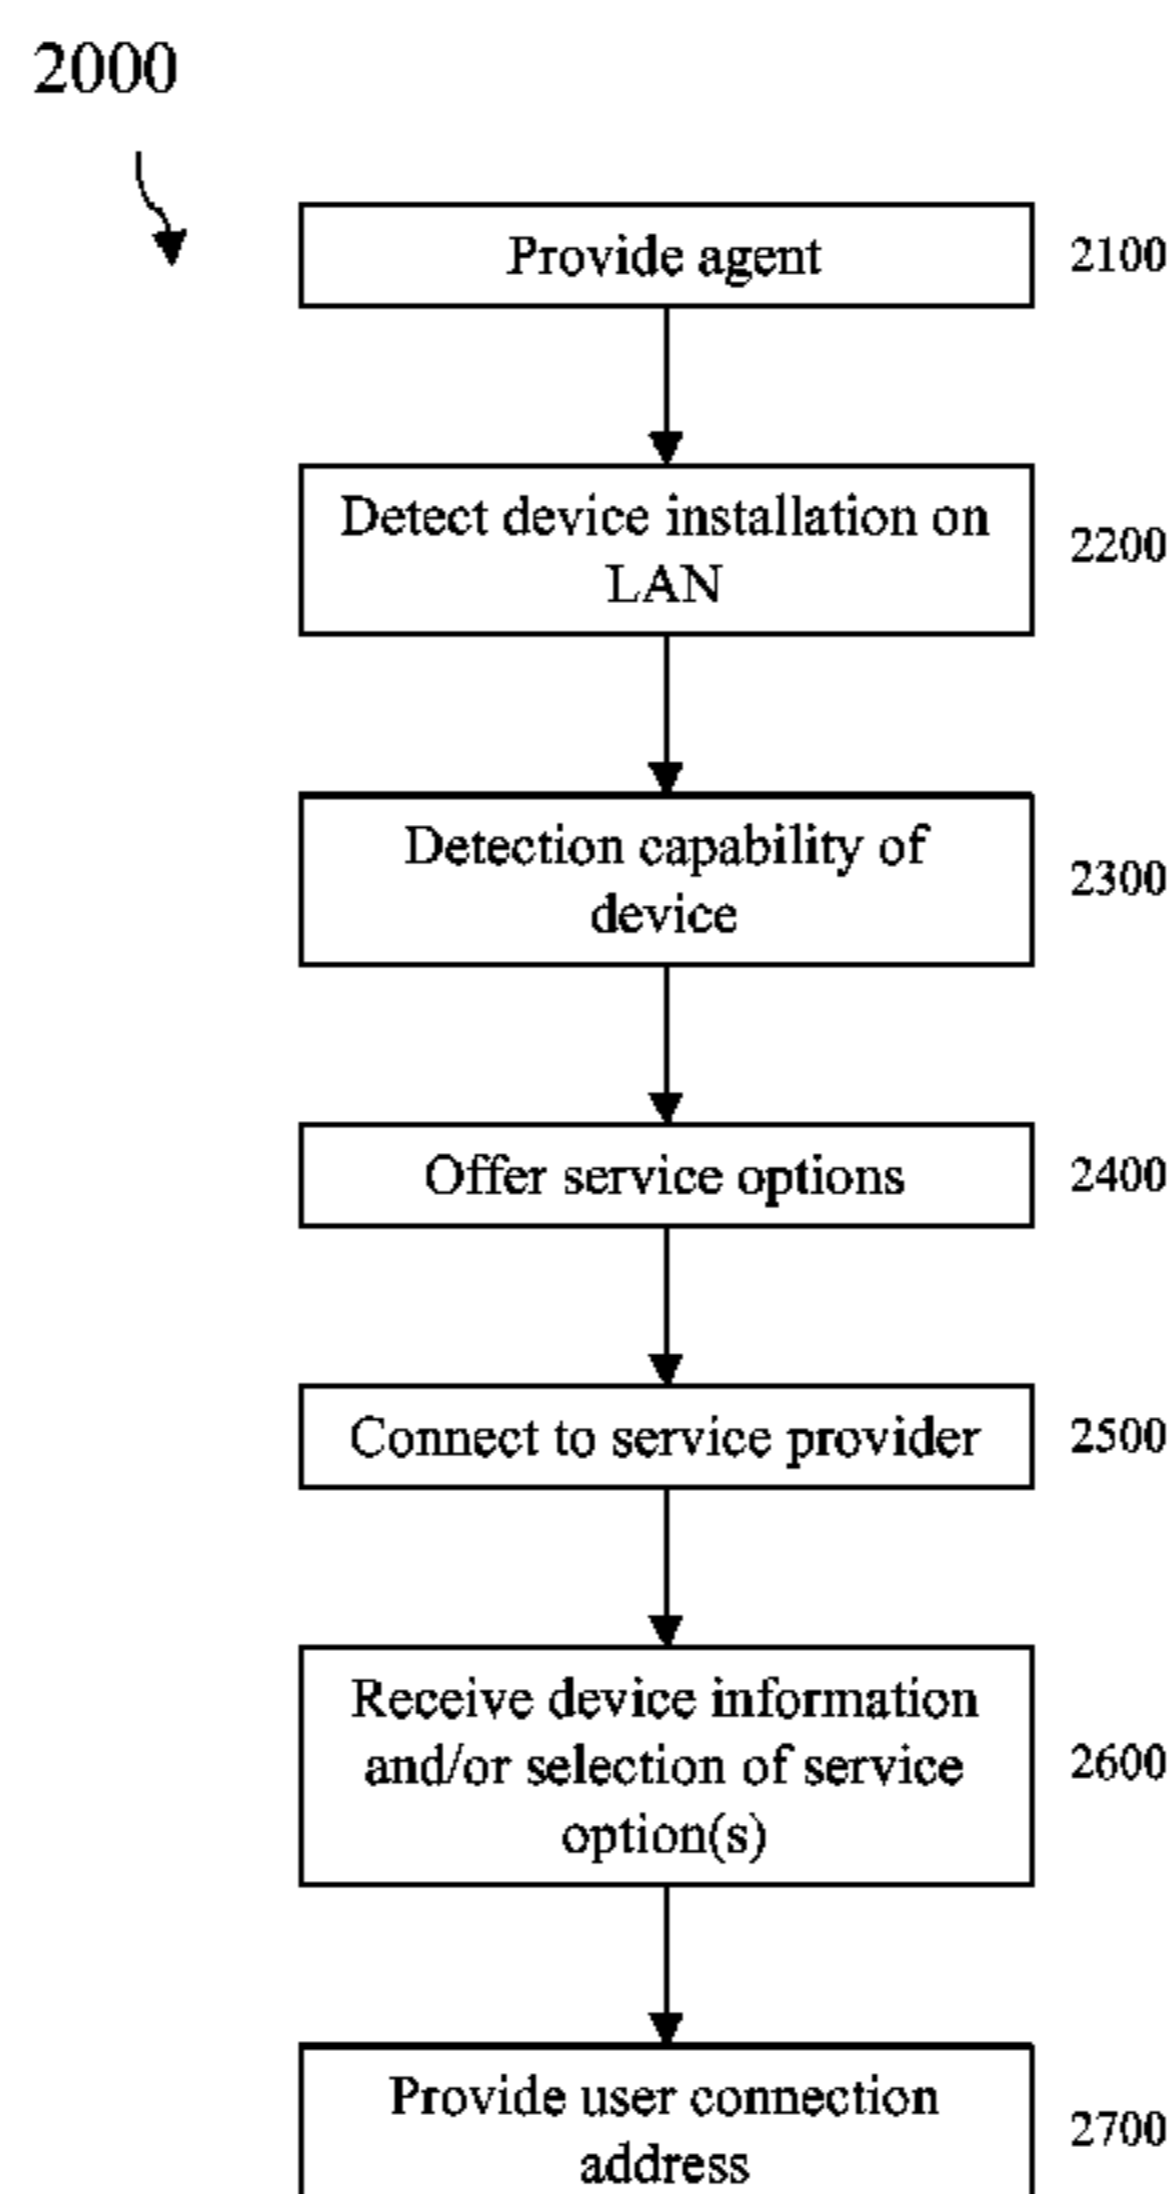 2000
Provide agent
2100
Detect device installation on
LAN
2200
Detection capability of
device
2300
Offer service options
2400
Connect to service provider
2500
Receive device information
and/or selection of service
option(s)
2600
Provide user connection
address
2700